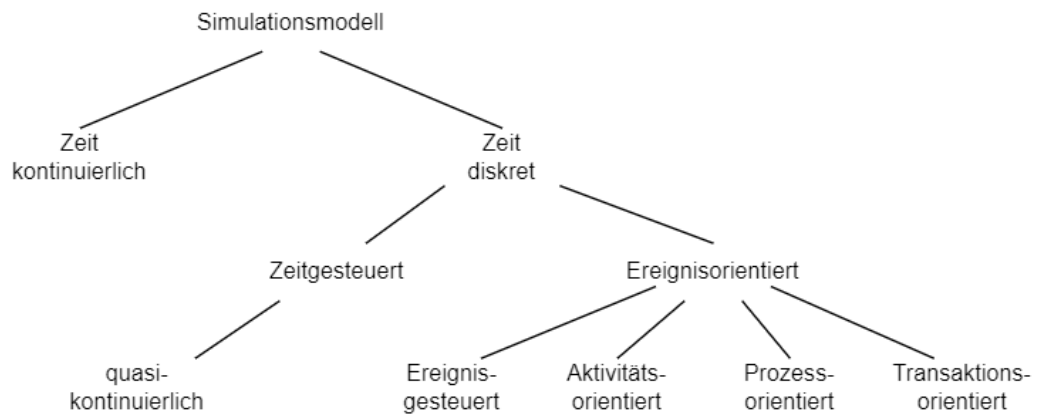 Simulationsmodell
Zeit
kontinuierlich
Zeit
diskret
Zeitgesteuert
Ereignisorientiert
quasi-
kontinuierlich
Ereignis-
gesteuert
Aktivitäts-
orientiert
Prozess-
orientiert
Transaktions-
orientiert